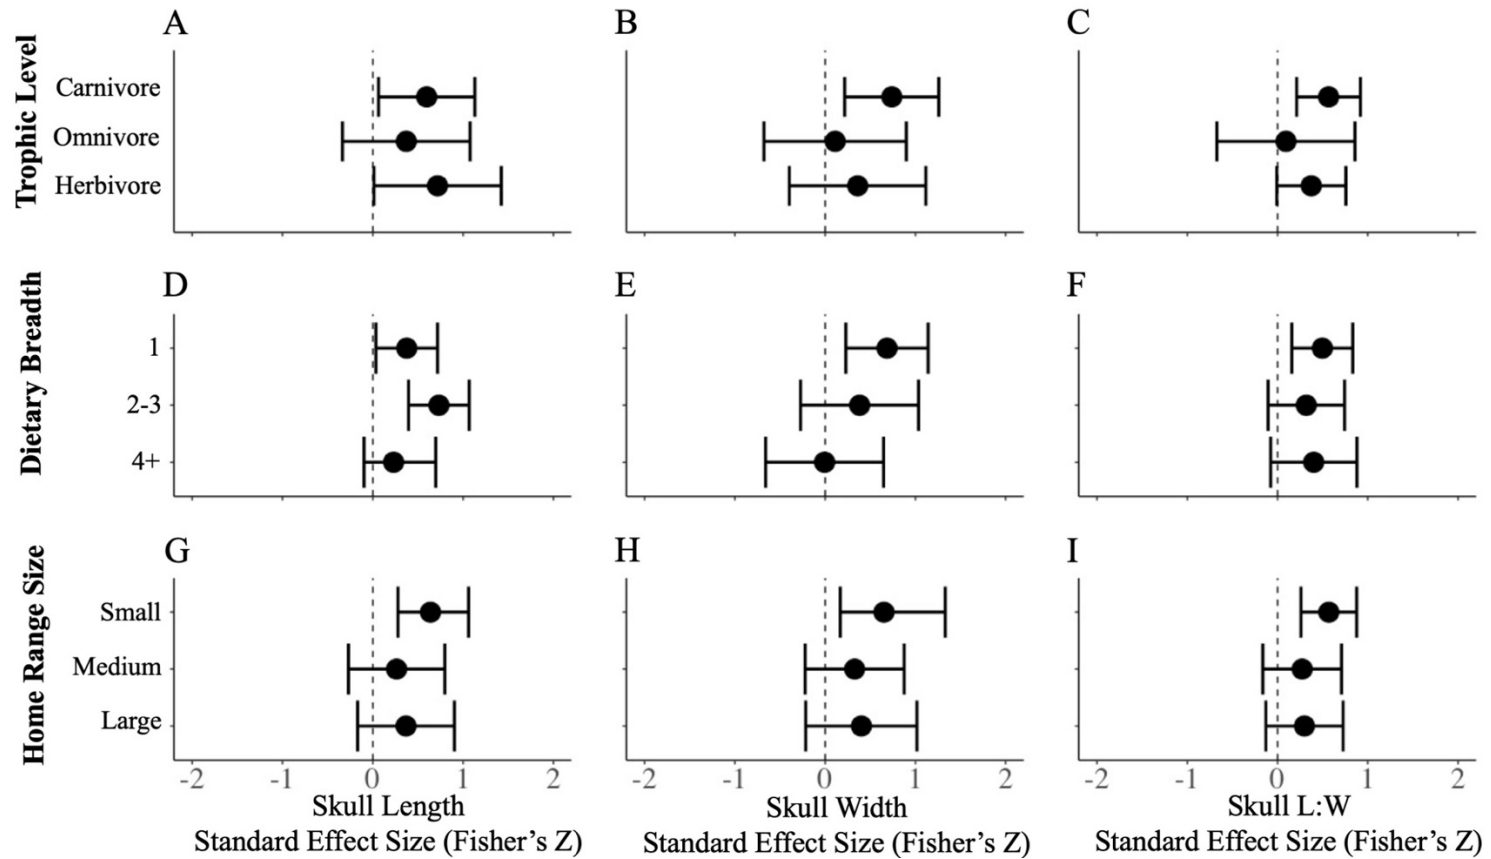 A
B
C
Trophic Level
Carnivore
Omnivore
Herbivore
D
E
F
Dietary Breadth
1
2-3
4+
G
H
I
Home Range Size
Small
Medium
Large
-2 -1 0 1 2
-2 -1 0 1 2
-2 -1 0 1 2
Skull Length
Standard Effect Size (Fisher’s Z)
Skull Width
Standard Effect Size (Fisher’s Z)
Skull L:W
Standard Effect Size (Fisher’s Z)